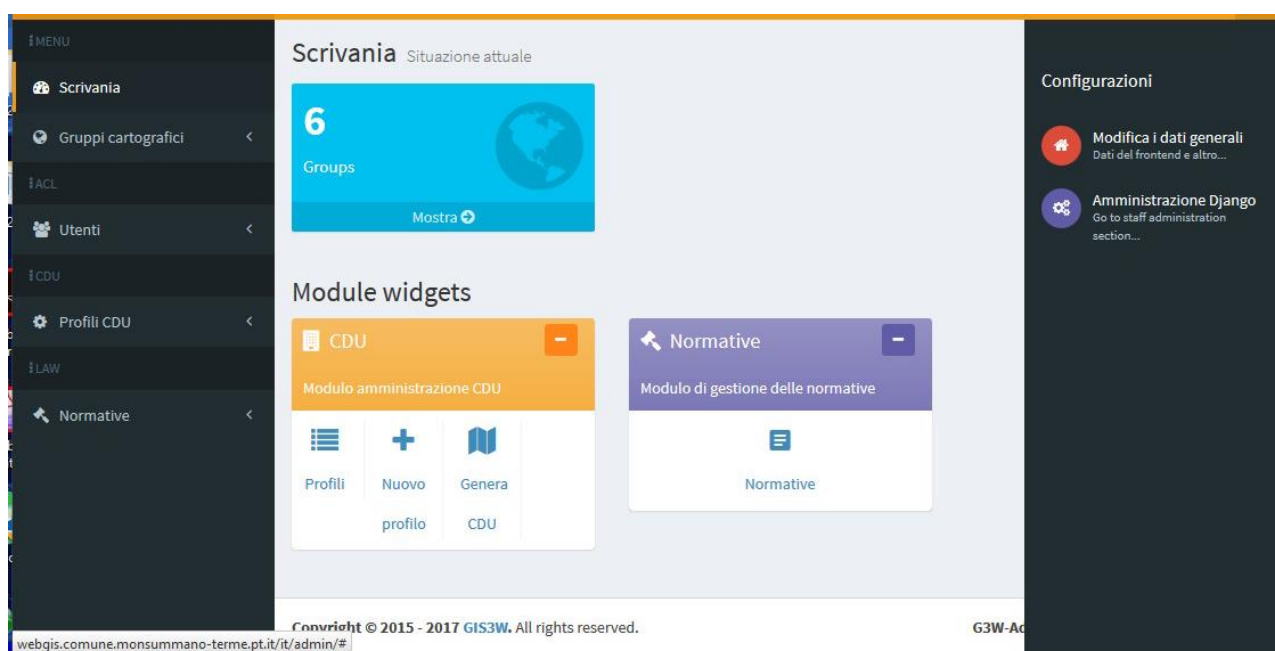 MENU
Scrivania
Gruppi cartografici
ACL
Utenti
CDU
Profili CDU
LAW
Normative
Scrivania Situazione attuale
6
Groups
Mostra
Module widgets
CDU
Modulo amministrazione CDU
Profili
Nuovo
profilo
Genera
CDU
Normative
Modulo di gestione delle normative
Normative
Copyright © 2015 - 2017 GIS3W. All rights reserved.
G3W-Ad
webgis.comune.monsummano-terme.pt.it/it/admin/#
Configurazioni
Modifica i dati generali
Dati del frontend e altro...
Amministrazione Django
Go to staff administration
section...